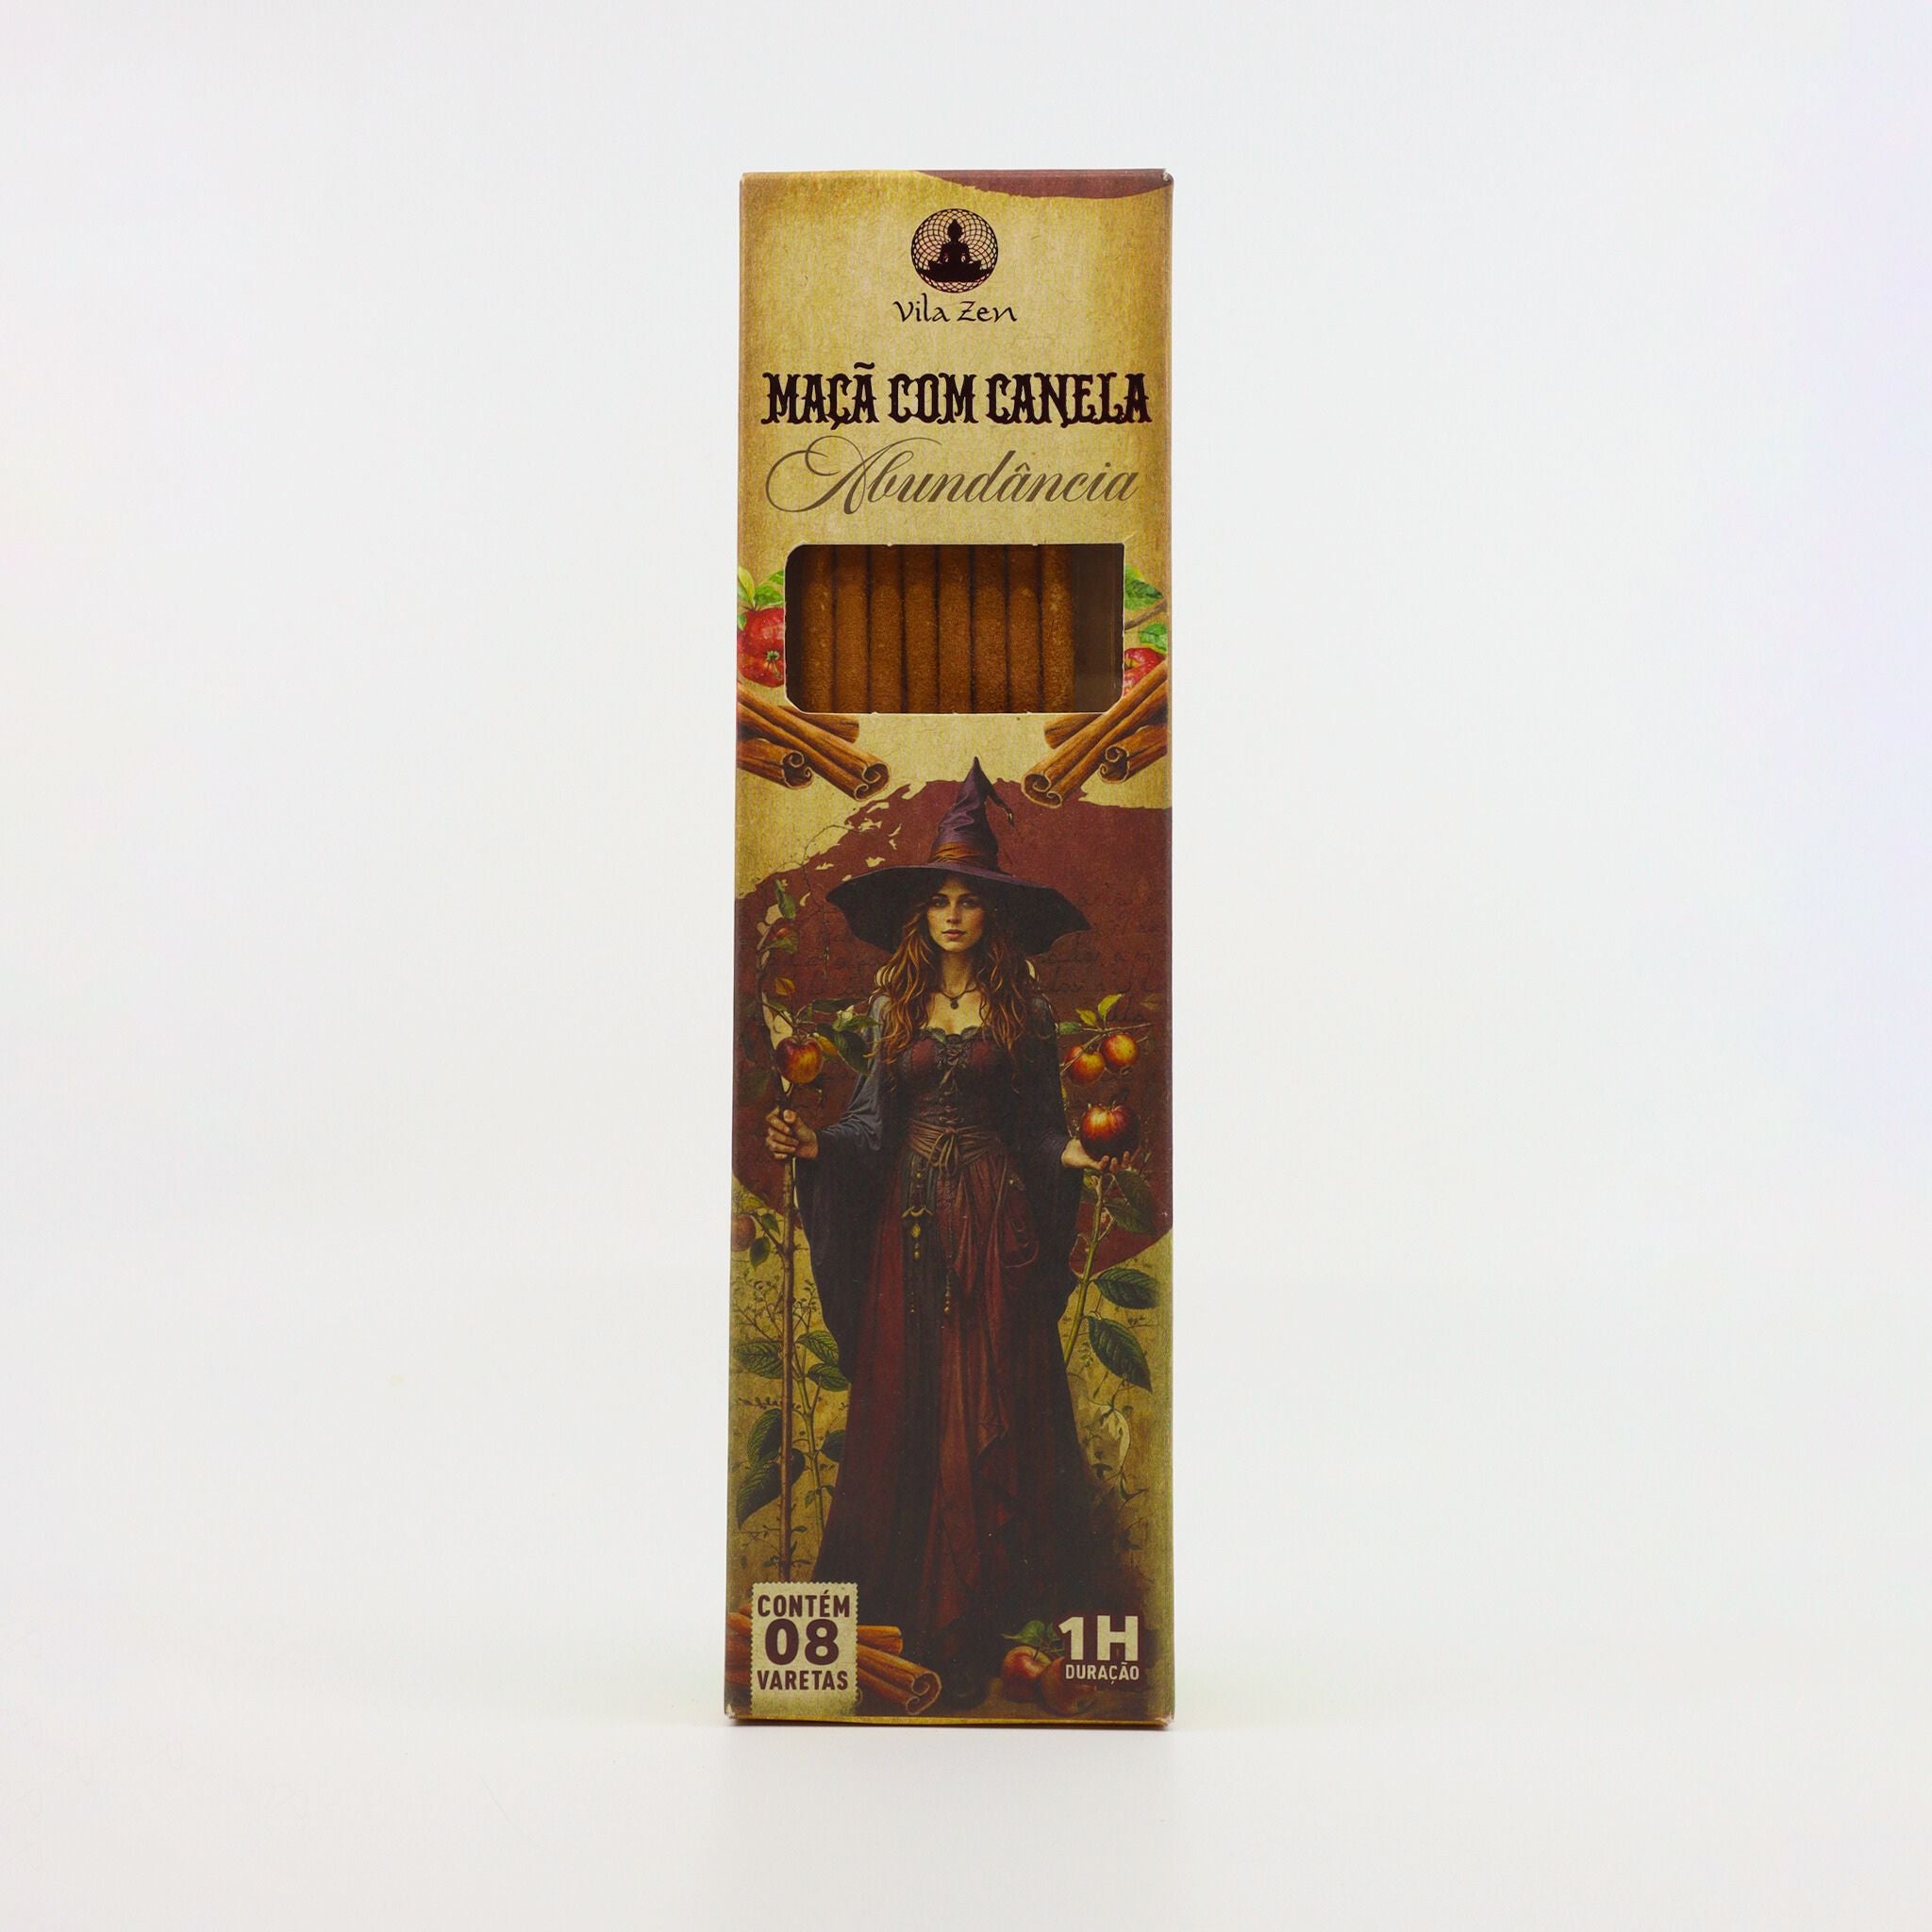 Vila Zen
MAÇÃ COM CANELA
Abundância
CONTÉM
08
VARETAS
1H
DURAÇÃO